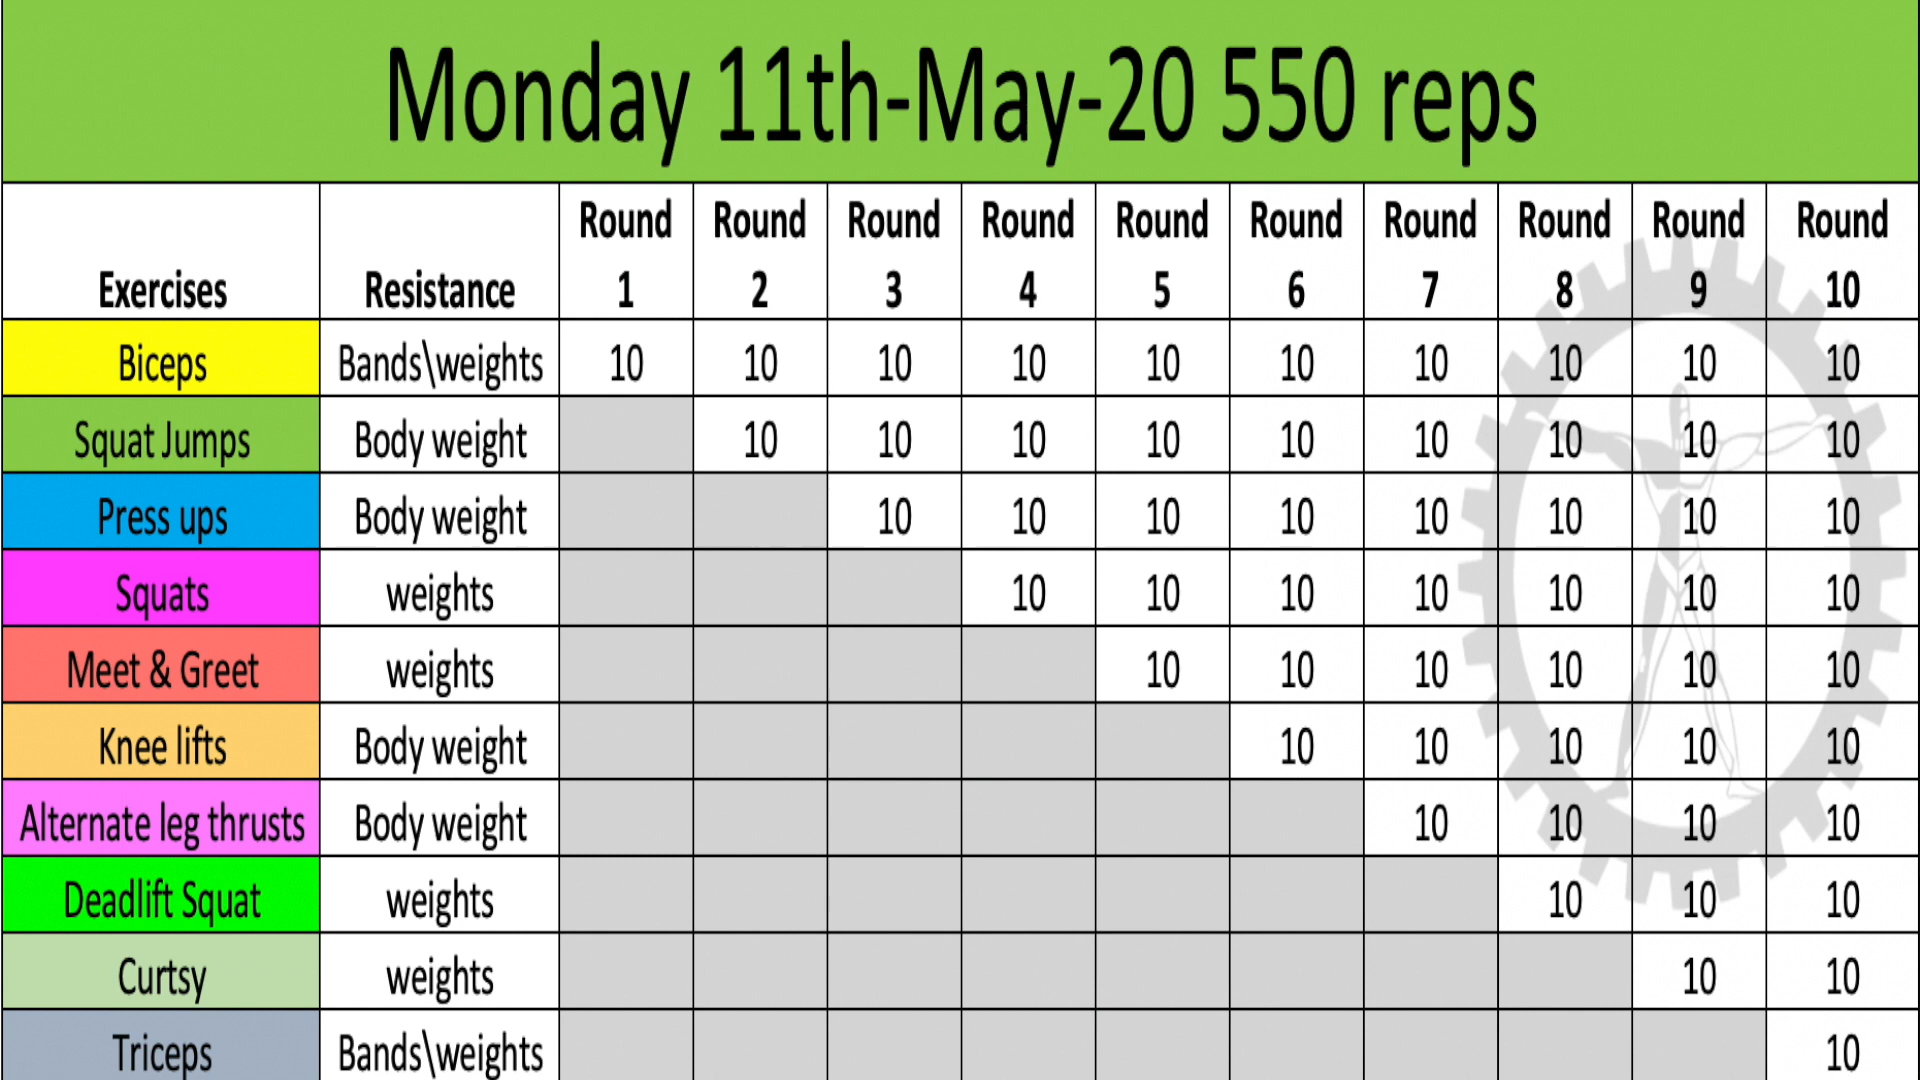 Monday 11th-May-20 550 reps
Exercises Resistance Round 1 Round 2 Round 3 Round 4 Round 5 Round 6 Round 7 Round 8 Round 9 Round 10
Biceps Bands\weights 10 10 10 10 10 10 10 10 10 10
Squat Jumps Body weight 10 10 10 10 10 10 10 10 10
Press ups Body weight 10 10 10 10 10 10 10 10
Squats weights 10 10 10 10 10 10 10
Meet & Greet weights 10 10 10 10 10 10
Knee lifts Body weight 10 10 10 10 10
Alternate leg thrusts Body weight 10 10 10 10
Deadlift Squat weights 10 10 10
Curtsy weights 10 10
Triceps Bands\weights 10